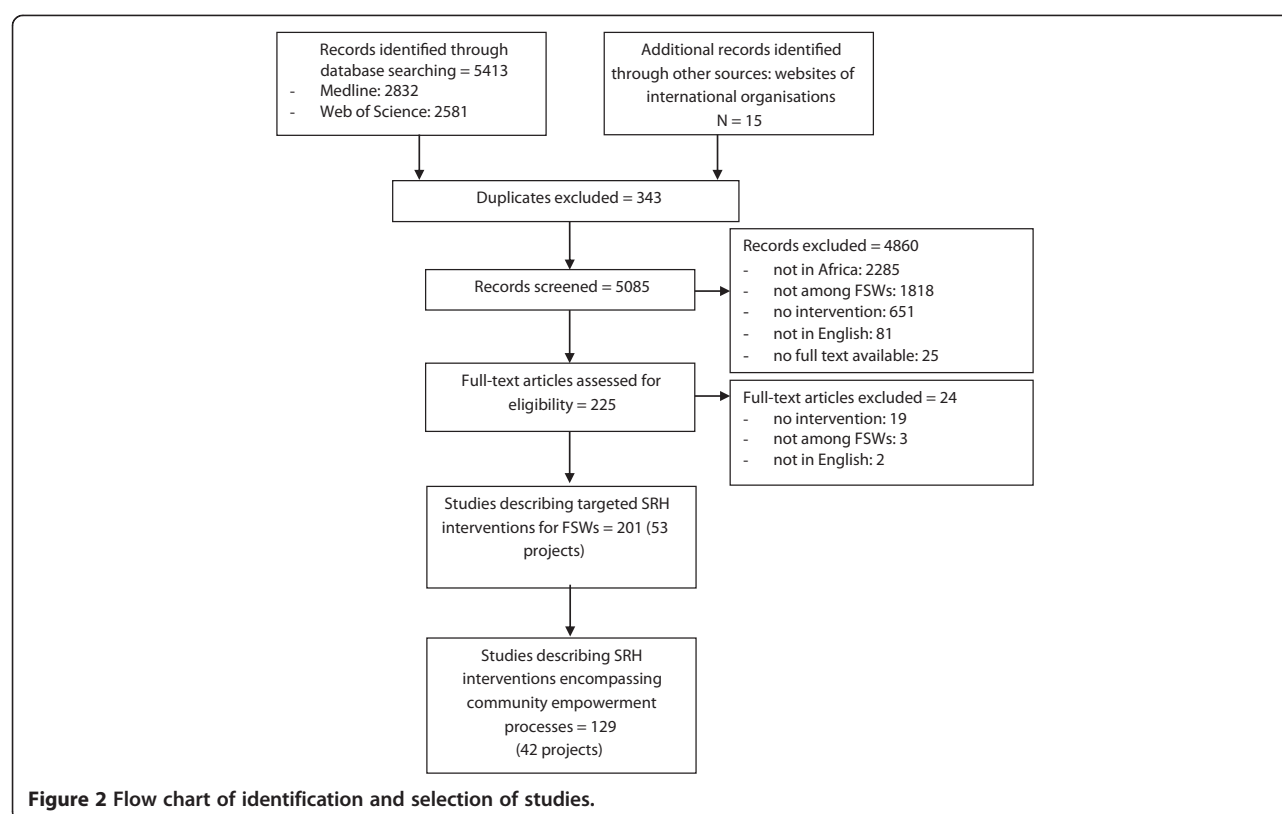 Records identified through
database searching = 5413
- Medline: 2832
- Web of Science: 2581
Additional records identified
through other sources: websites of
international organisations
N = 15
Duplicates excluded = 343
Records screened = 5085
Records excluded = 4860
- not in Africa: 2285
- not among FSWs: 1818
- no intervention: 651
- not in English: 81
- no full text available: 25
Full-text articles assessed for
eligibility = 225
Full-text articles excluded = 24
- no intervention: 19
- not among FSWs: 3
- not in English: 2
Studies describing targeted SRH
interventions for FSWs = 201 (53
projects)
Studies describing SRH
interventions encompassing
community empowerment
processes = 129
(42 projects)
Figure 2 Flow chart of identification and selection of studies.